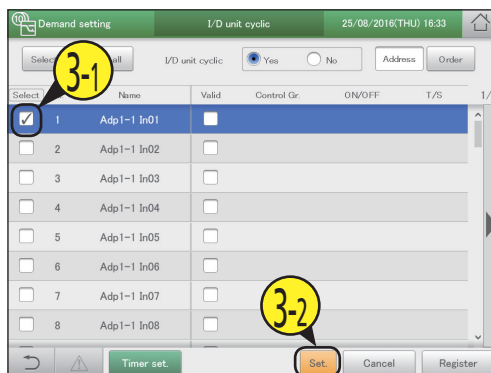 100 Demand setting I/D unit cyclic 25/08/2016(THU) 16:33
Sele all I/D unit cyclic Yes No Address Order
3-1
Select Name Valid Control Gr. ON/OFF T/S 1/
1 Adp1-1 In01
2 Adp1-1 In02
3 Adp1-1 In03
4 Adp1-1 In04
5 Adp1-1 In05
6 Adp1-1 In06
7 Adp1-1 In07
3-2
8 Adp1-1 In08
Timer set. Set. Cancel Register